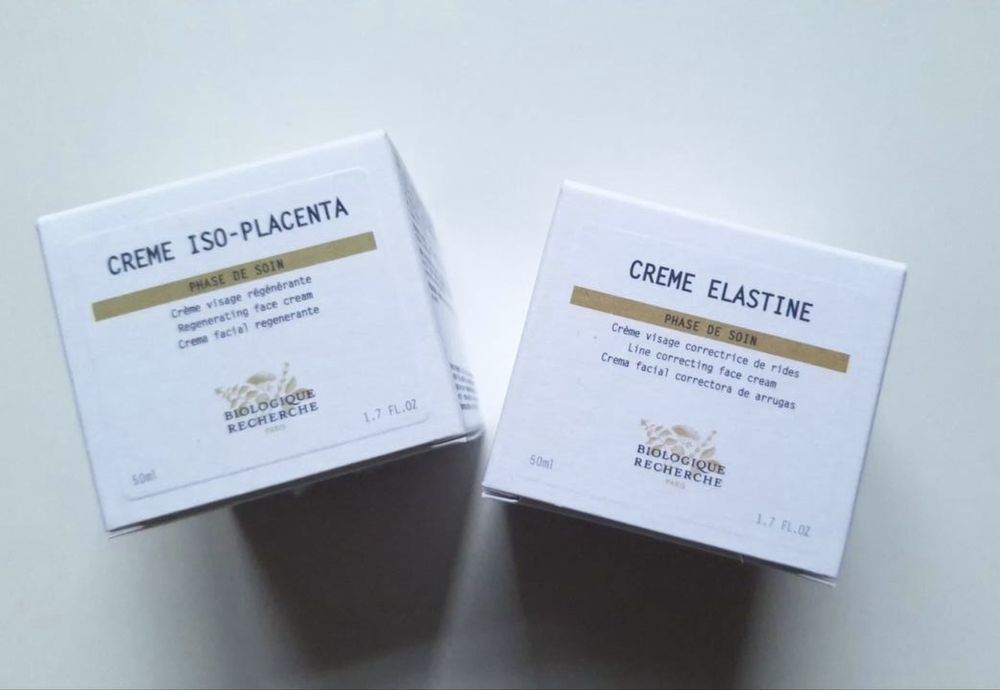 CREME ISO-PLACENTA
PHASE DE SOIN
Crème visage régénérante
Regenerating face cream
Crema facial regenerante
BIOLOGIQUE
RECHERCHE
PARIS
50ml
1.7 FL.OZ
CREME ELASTINE
PHASE DE SOIN
Crème visage correctrice de rides
Line correcting face cream
Crema facial correctora de arrugas
BIOLOGIQUE
RECHERCHE
PARIS
50ml
1.7 FL.OZ